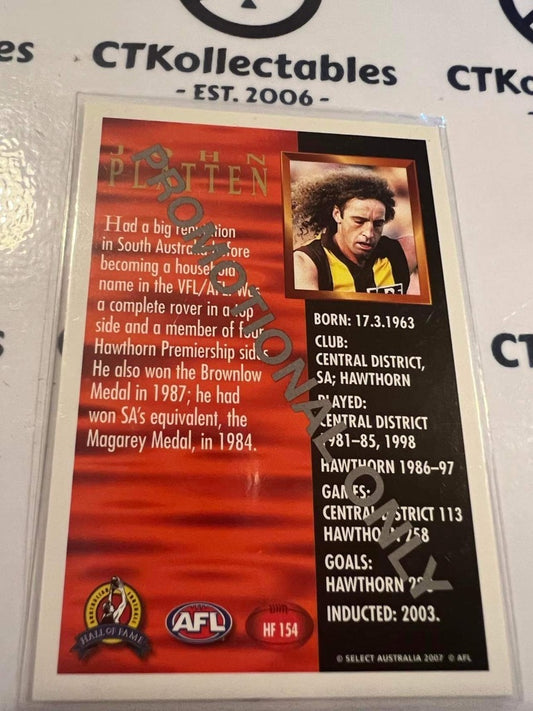 CTKollectables
- EST. 2006 -
CTKo
es
CT
JOHN
PLATTEN
PROMOTIONAL ONLY
Had a big reputation
in South Australia before
becoming a household
name in the VFL/AFL. Was
a complete rover in a top
side and a member of four
Hawthorn Premiership sides.
He also won the Brownlow
Medal in 1987; he had
won SA's equivalent, the
Magarey Medal, in 1984.
BORN: 17.3.1963
CLUB:
CENTRAL DISTRICT,
SA; HAWTHORN
PLAYED:
CENTRAL DISTRICT
1981–85, 1998
HAWTHORN 1986–97
GAMES:
CENTRAL DISTRICT 113
HAWTHORN 258
GOALS:
HAWTHORN
INDUCTED: 2003.
AUSTRALIAN FOOTBALL
HALL OF FAME
AFL
HF 154
© SELECT AUSTRALIA 2007 © AFL